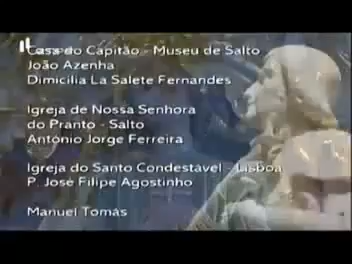 Casa do Capitão - Museu de Salto
João Azenha
Dimicilia La Salete Fernandes
Igreja de Nossa Senhora
do Pranto - Salto
António Jorge Ferreira
Igreja do Santo Condestável - Lisboa
P. José Filipe Agostinho
Manuel Tomás